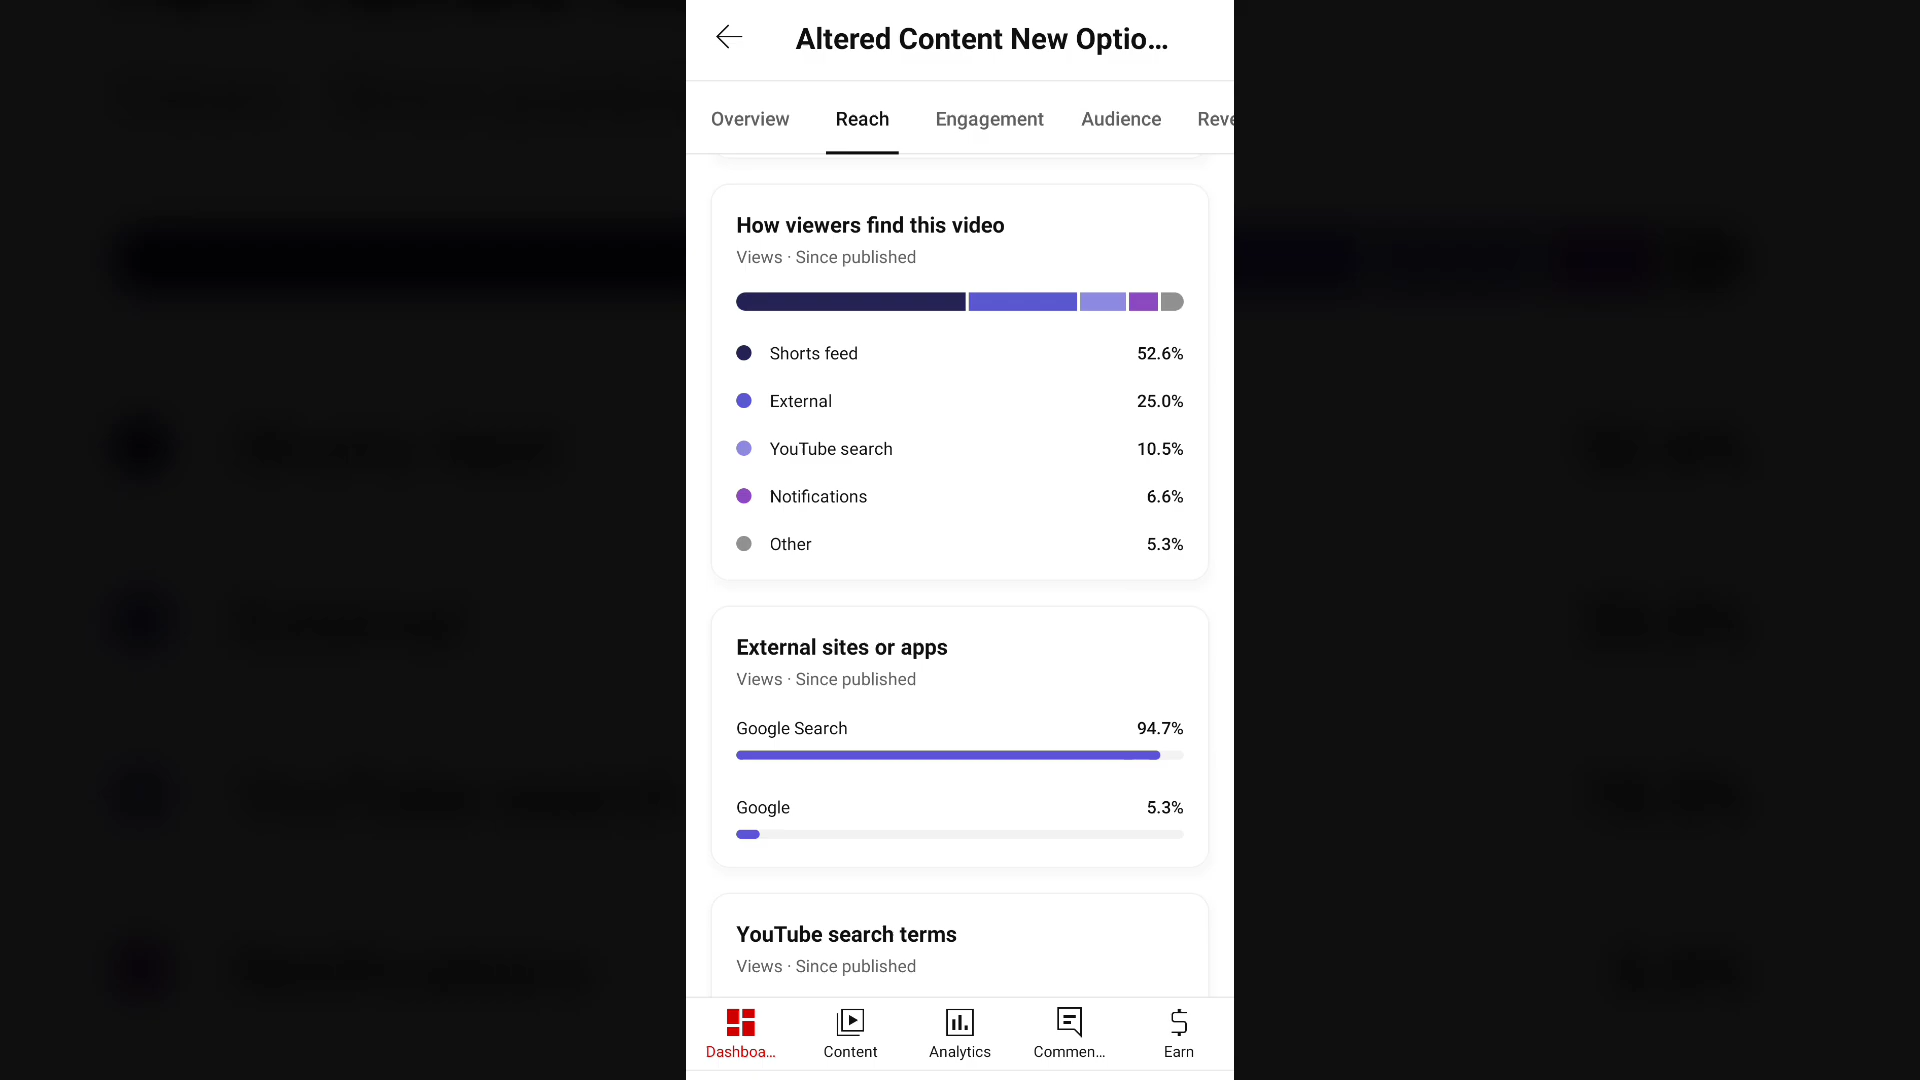 Altered Content New Optio...
Overview Reach Engagement Audience Reve
How viewers find this video
Views · Since published
Shorts feed 52.6%
External 25.0%
YouTube search 10.5%
Notifications 6.6%
Other 5.3%
External sites or apps
Views · Since published
Google Search 94.7%
Google 5.3%
YouTube search terms
Views · Since published
Dashboa... Content Analytics Commen... Earn